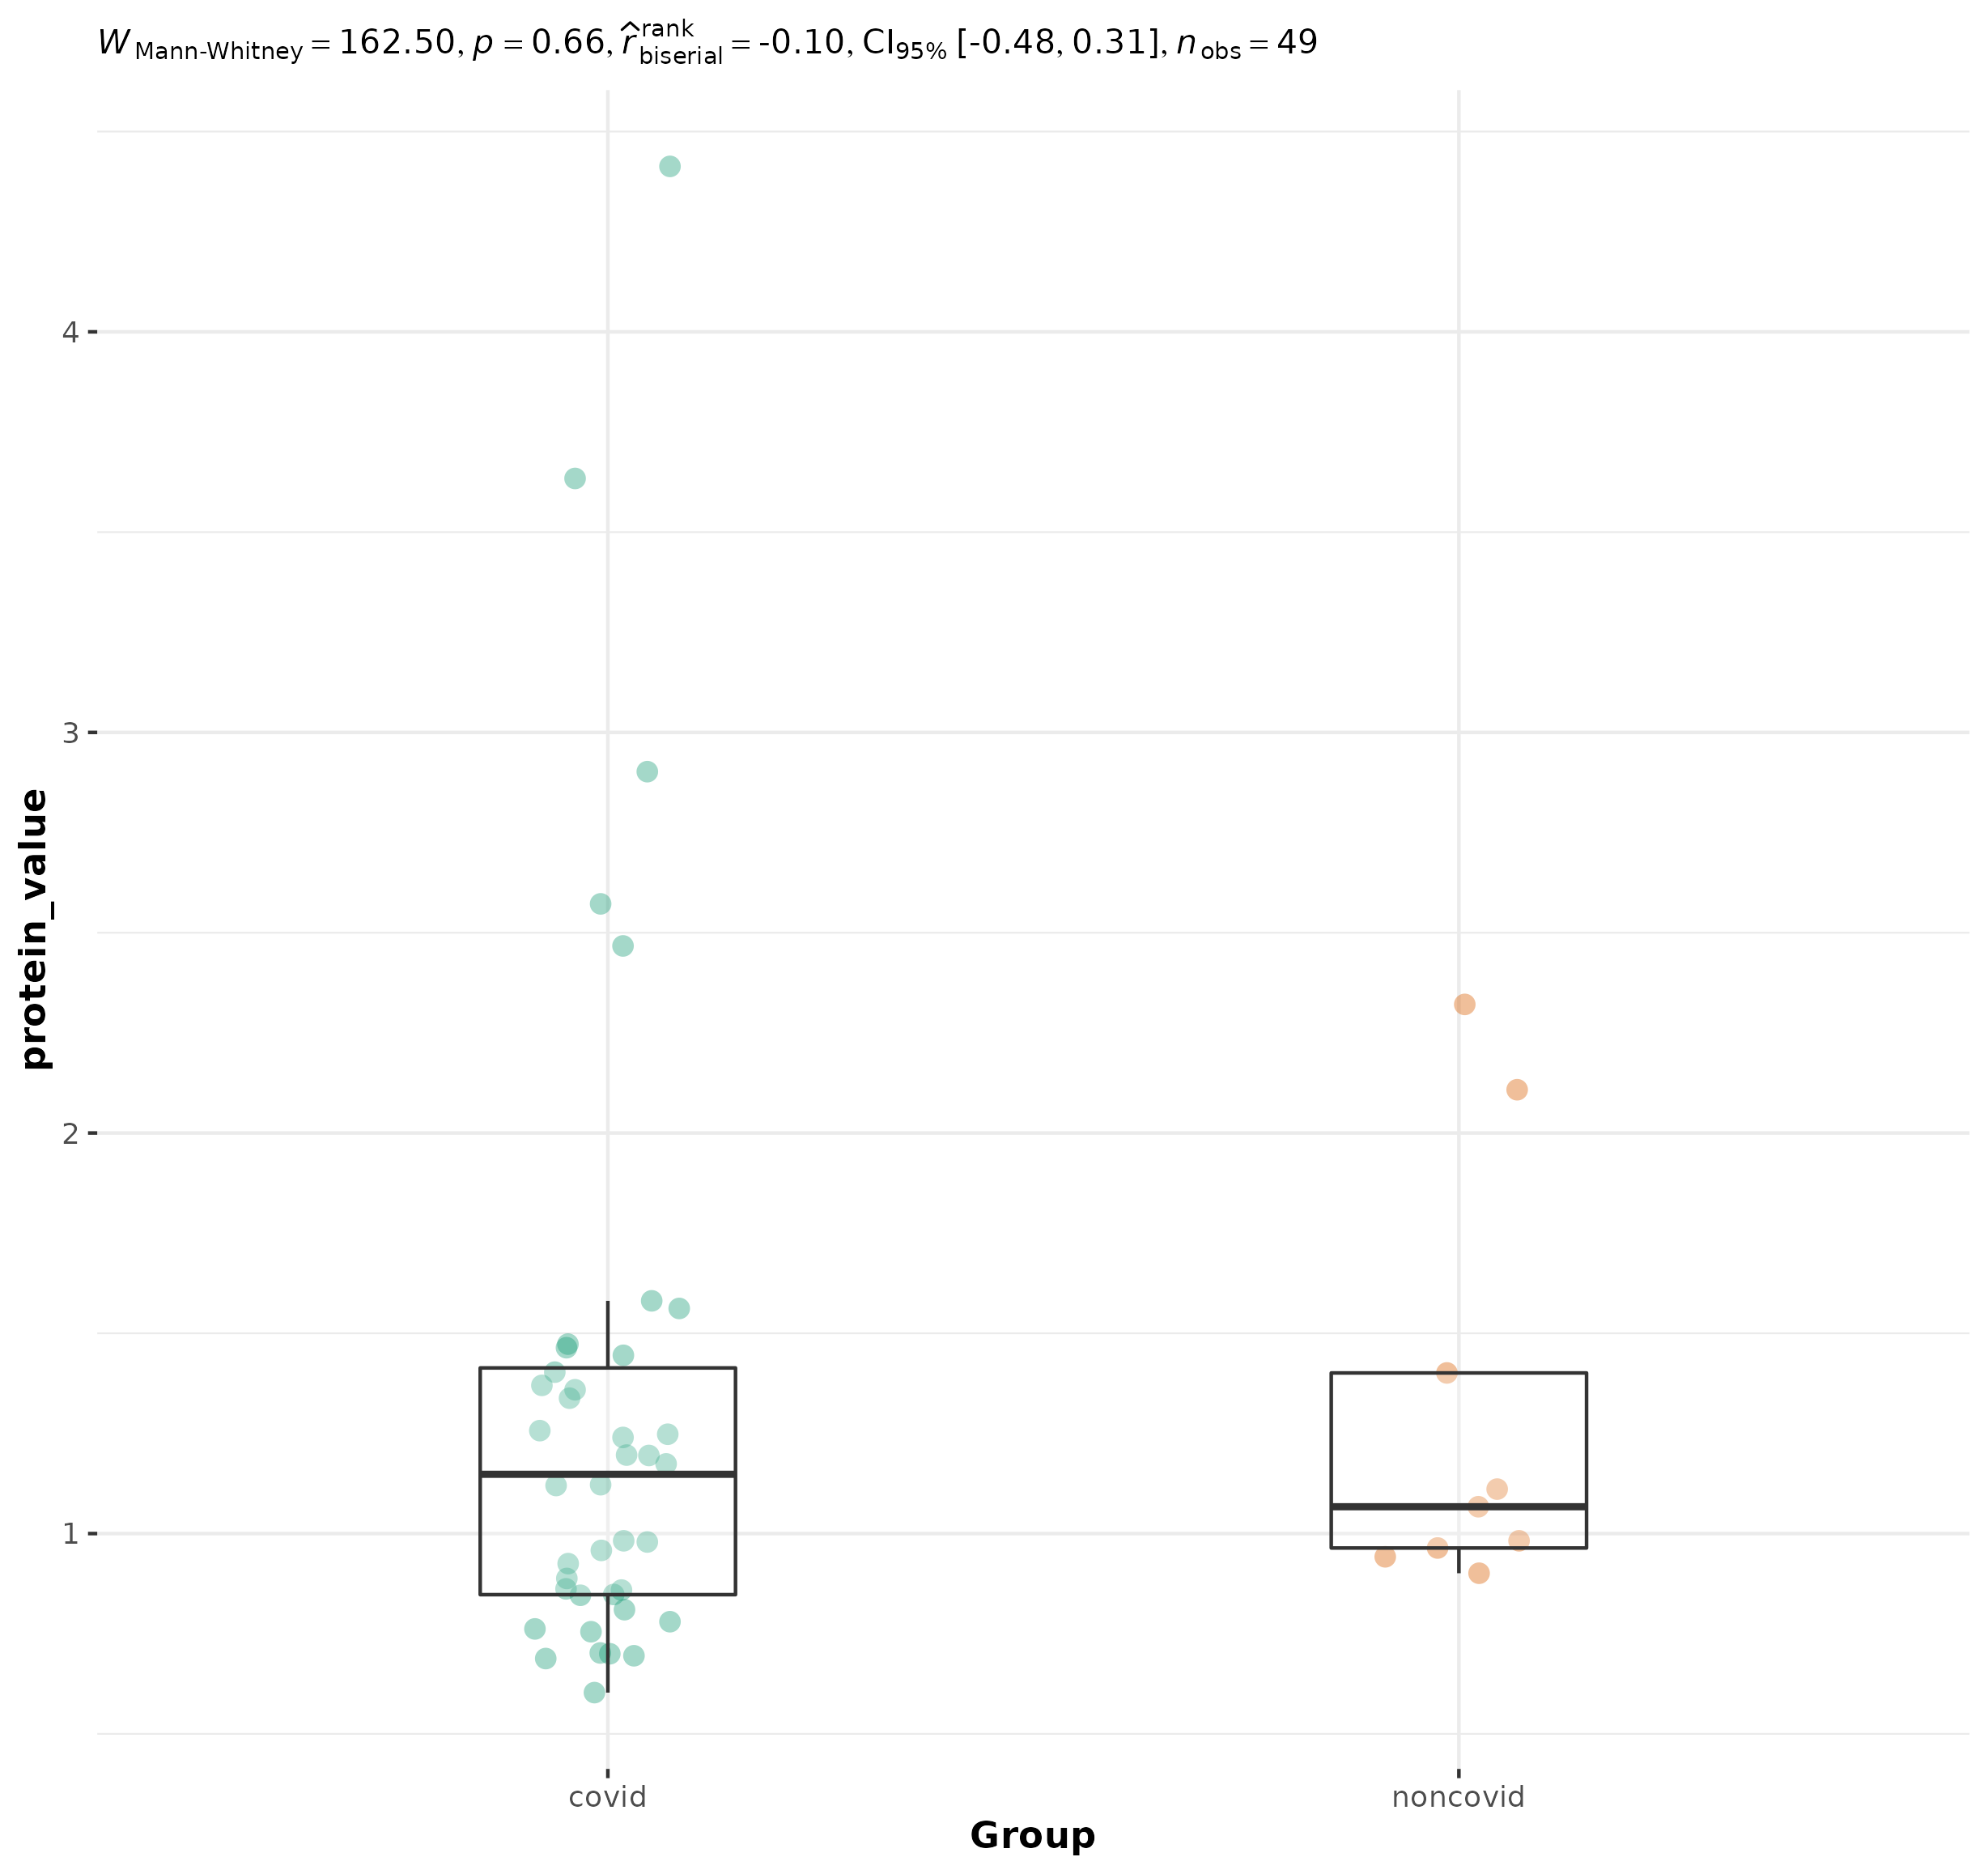 W Mann-Whitney = 162.50, p = 0.66, r̂ rank biserial = -0.10, CI95% [-0.48, 0.31], n obs = 49
4
3
2
1
protein_value
covid noncovid
Group